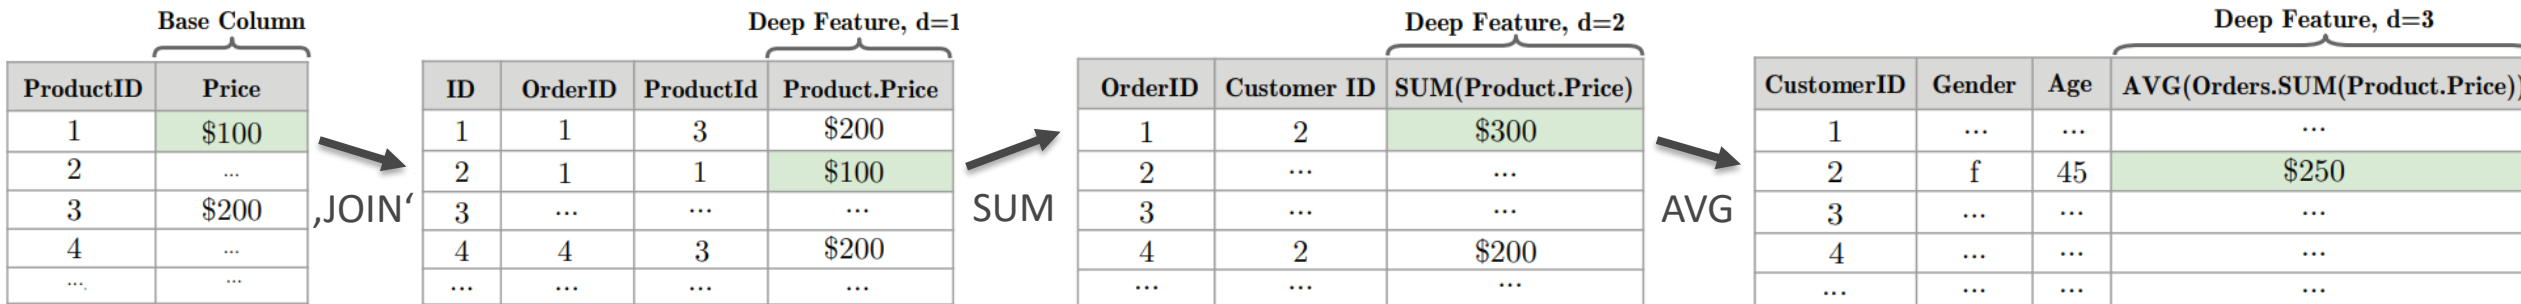 Base Column
ProductID Price
1 $100
2 ...
3 $200
4 ...
... ...
‚JOIN‘
Deep Feature, d=1
ID OrderID ProductId Product.Price
1 1 3 $200
2 1 1 $100
3 ... ... ...
4 4 3 $200
... ... ... ...
SUM
Deep Feature, d=2
OrderID Customer ID SUM(Product.Price)
1 2 $300
2 ... ...
3 ... ...
4 2 $200
... ... ...
AVG
Deep Feature, d=3
CustomerID Gender Age AVG(Orders.SUM(Product.Price))
1 ... ... ...
2 f 45 $250
3 ... ... ...
4 ... ... ...
... ... ... ...